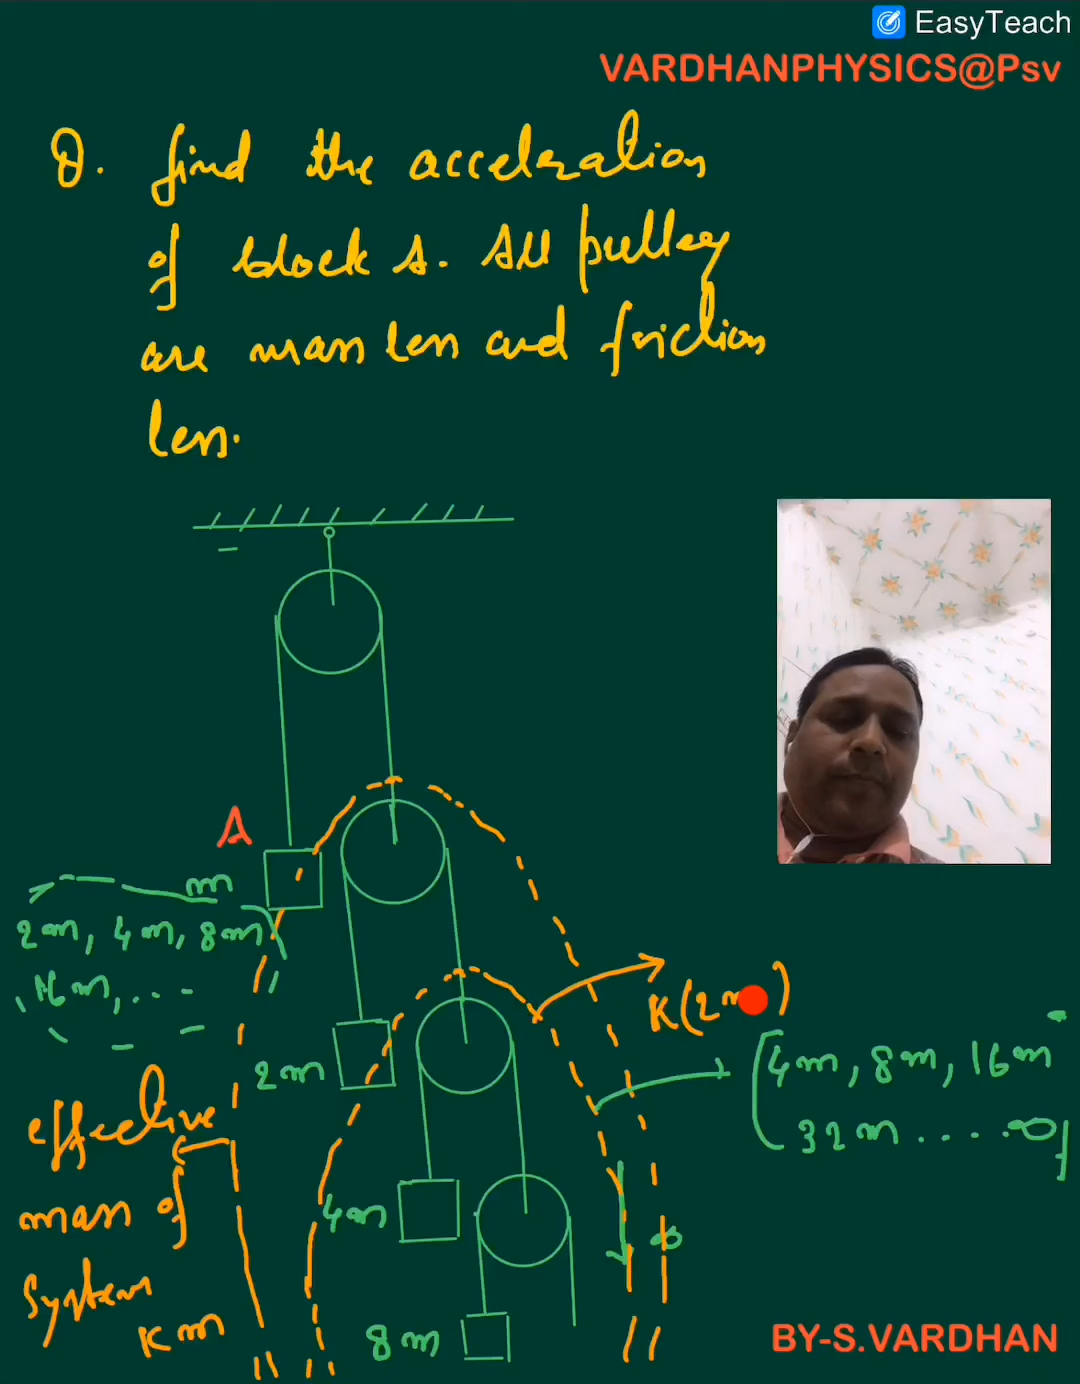 EasyTeach
VARDHANPHYSICS@Psv
Q. find the acceleration
of block A. All pulley
are mass less and friction
less.
A
m
2m, 4m, 8m
, 16m, ...
K(2m)
2m
(4m, 8m, 16m
32m .... ∞)
effective
mass of
system
Km
4m
8m
BY-S.VARDHAN